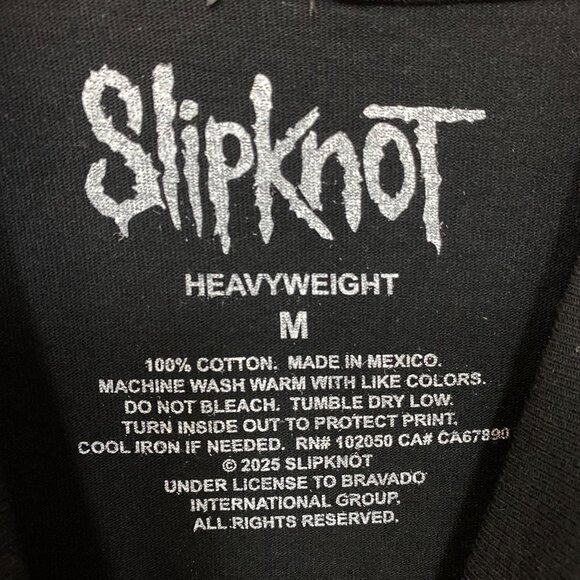 SlipKnoT
HEAVYWEIGHT
M
100% COTTON. MADE IN MEXICO.
MACHINE WASH WARM WITH LIKE COLORS.
DO NOT BLEACH. TUMBLE DRY LOW.
TURN INSIDE OUT TO PROTECT PRINT.
COOL IRON IF NEEDED. RN# 102050 CA# CA67890
© 2025 SLIPKNOT
UNDER LICENSE TO BRAVADO
INTERNATIONAL GROUP.
ALL RIGHTS RESERVED.